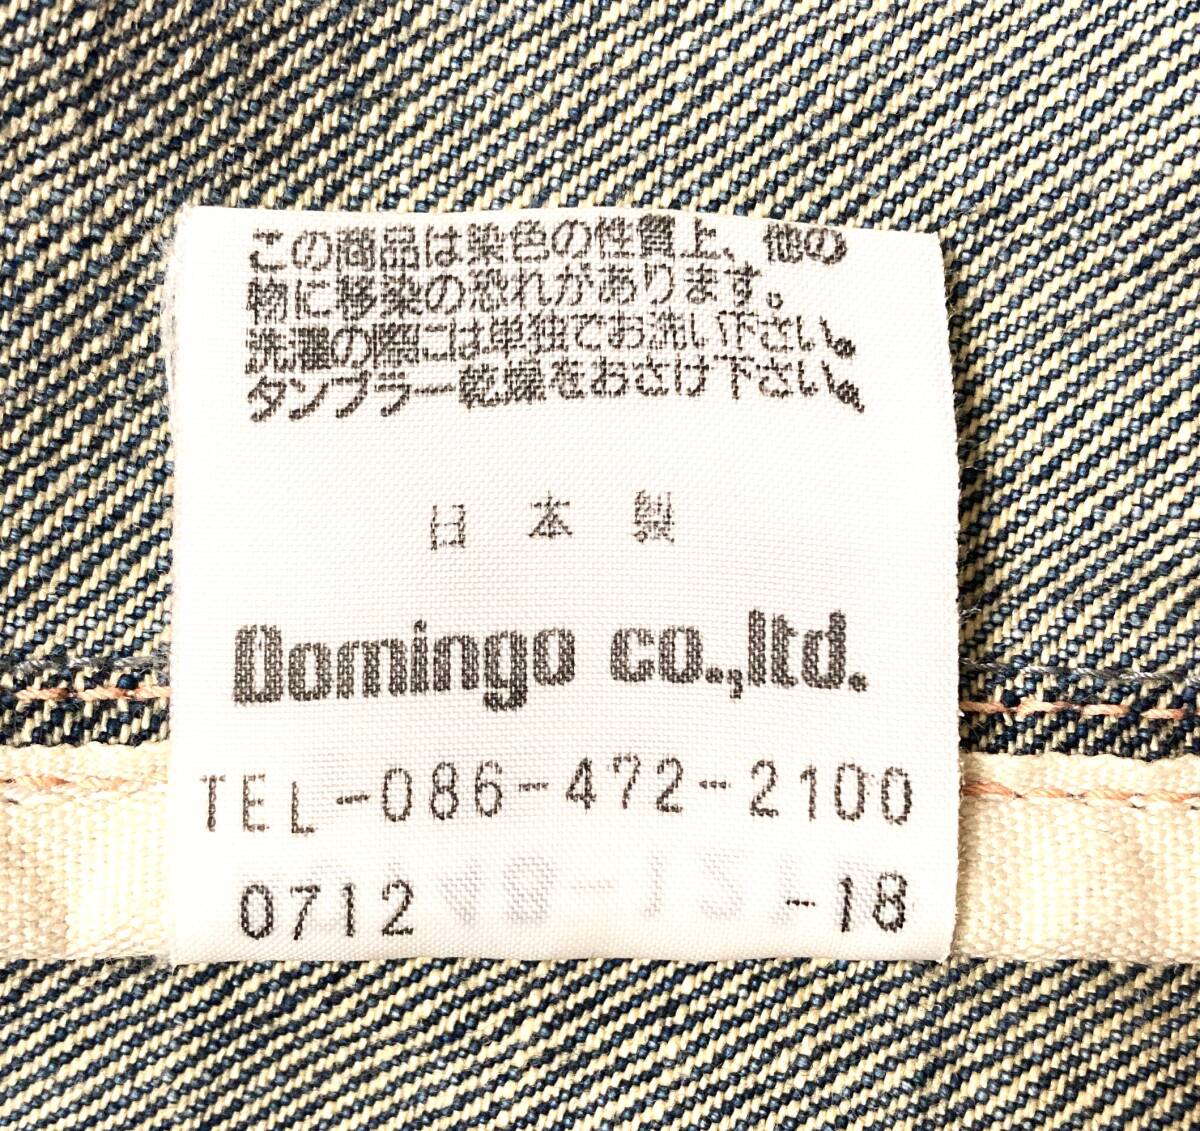 この商品は染色の性質上、他の
物に移染の恐れがあります。
洗濯の際には単独でお洗い下さい。
タンブラー乾燥をおさけ下さい。
日本製
Domingo co.,ltd.
TEL-086-472-2100
0712 -18